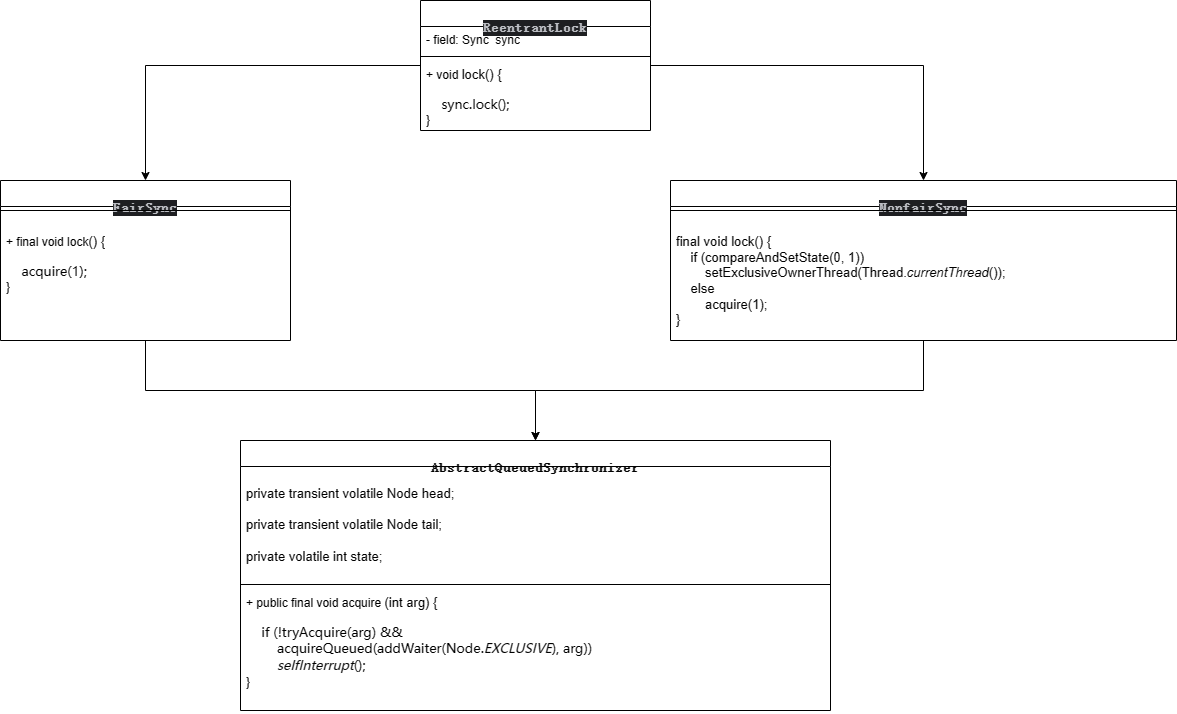 ReentrantLock
- field: Sync sync
+ void lock() {
sync.lock();
}
FairSync
+ final void lock() {
acquire(1);
}
NonfairSync
final void lock() {
if (compareAndSetState(0, 1))
setExclusiveOwnerThread(Thread.currentThread());
else
acquire(1);
}
AbstractQueuedSynchronizer
private transient volatile Node head;
private transient volatile Node tail;
private volatile int state;
+ public final void acquire (int arg) {
if (!tryAcquire(arg) &&
acquireQueued(addWaiter(Node.EXCLUSIVE), arg))
selfInterrupt();
}